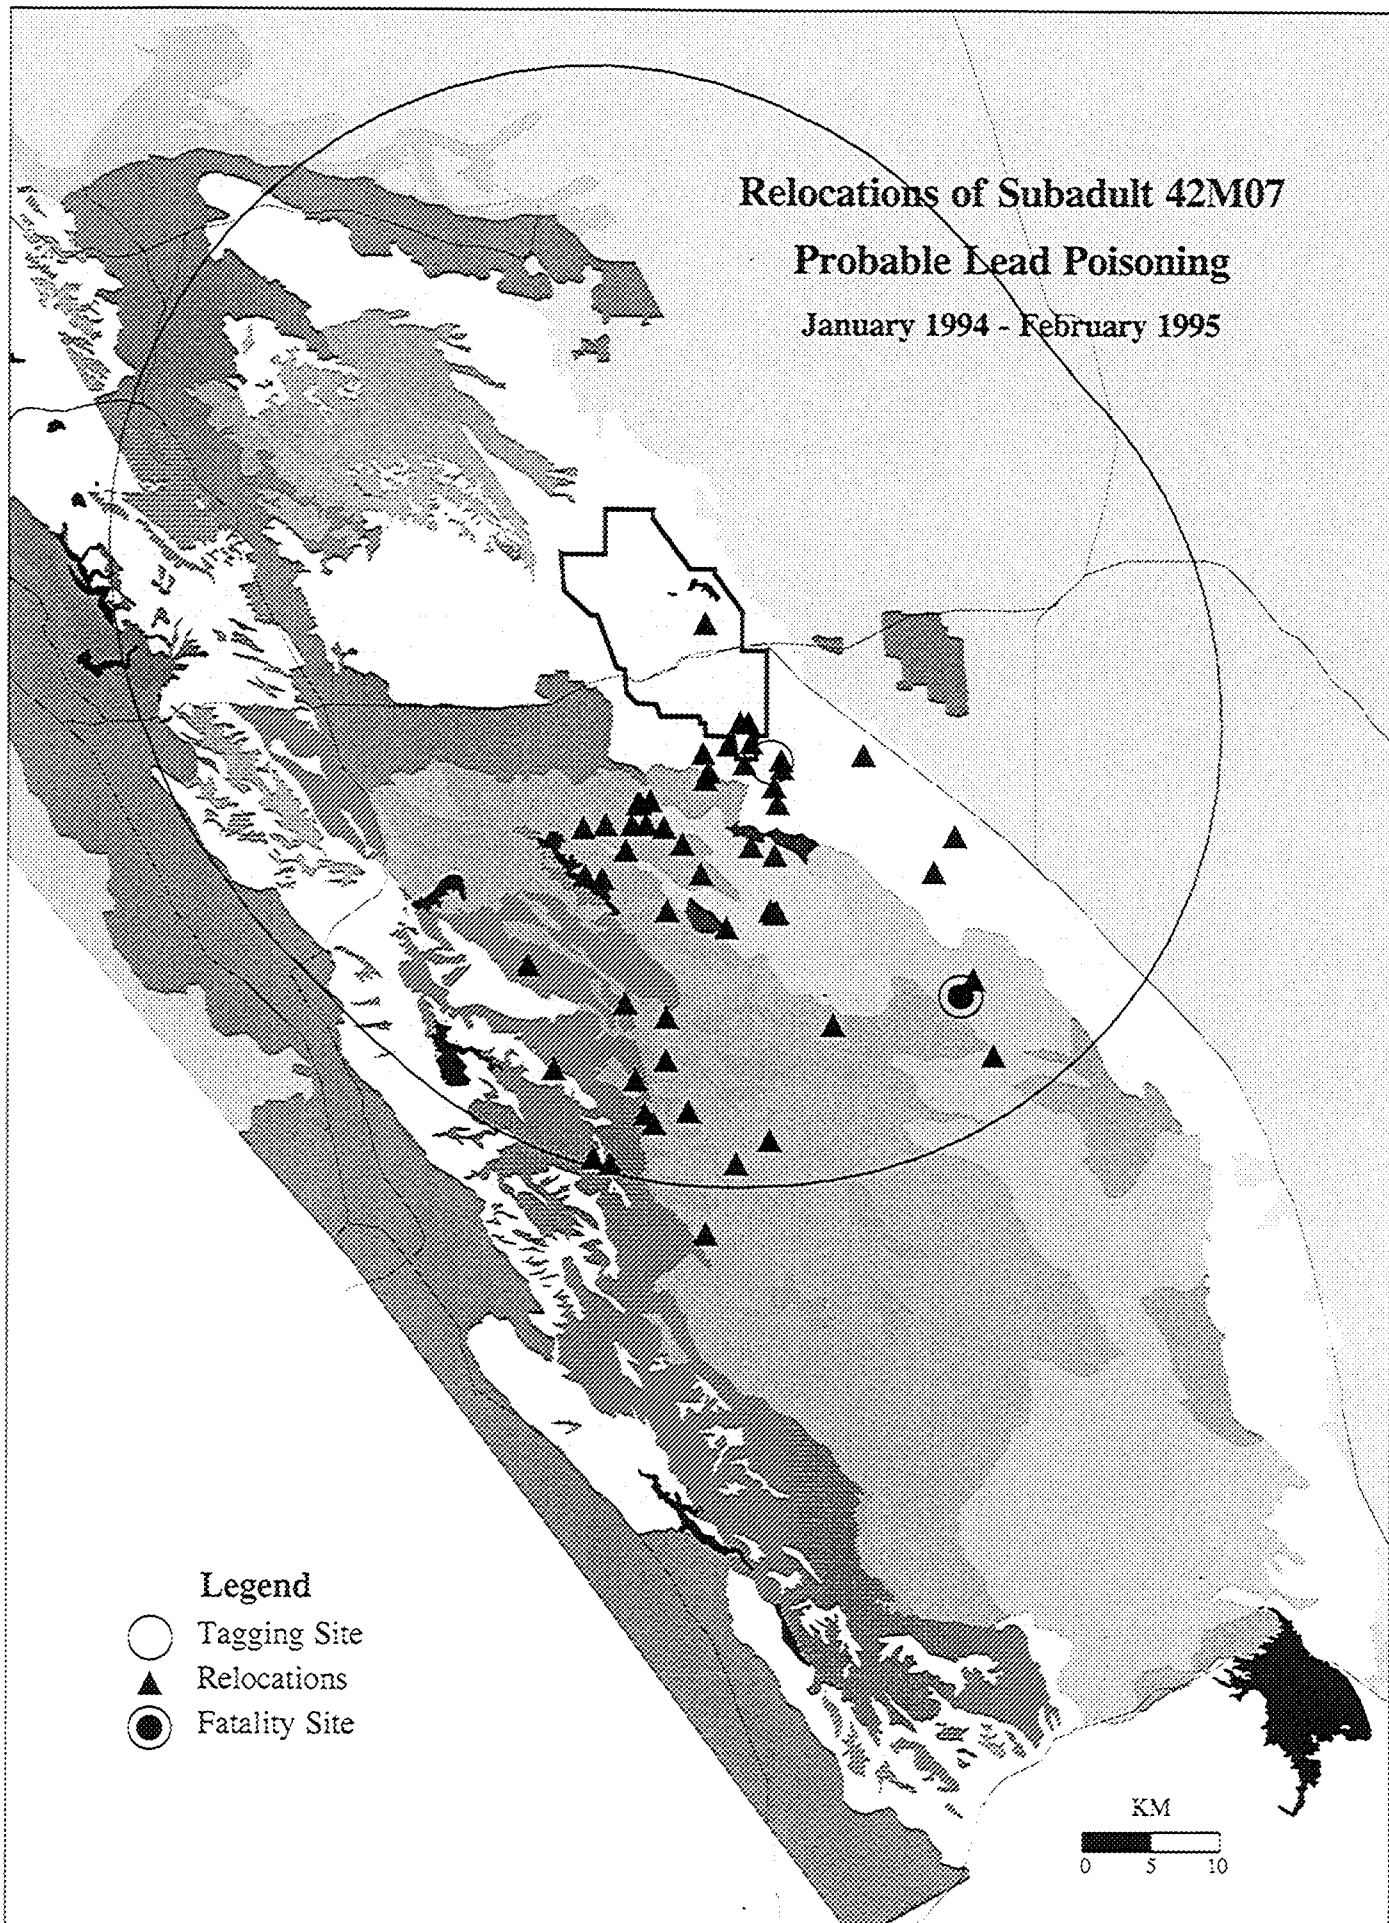 Relocations of Subadult 42M07
Probable Lead Poisoning
January 1994 - February 1995
Legend
Tagging Site
Relocations
Fatality Site
KM
0 5 10